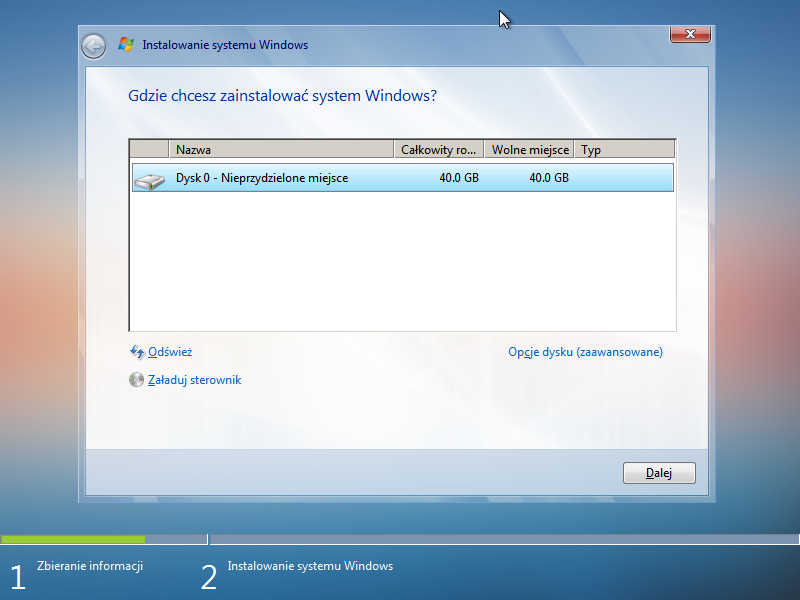 Instalowanie systemu Windows
Gdzie chcesz zainstalować system Windows?
Nazwa Całkowity ro... Wolne miejsce Typ
Dysk 0 - Nieprzydzielone miejsce 40.0 GB 40.0 GB
Odśwież Opcje dysku (zaawansowane)
Załaduj sterownik
Dalej
1 Zbieranie informacji 2 Instalowanie systemu Windows